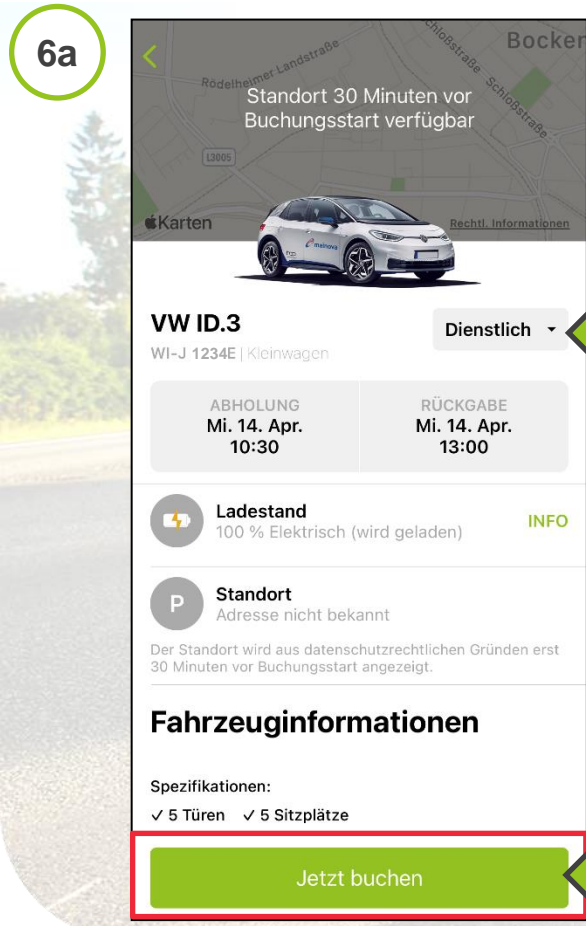 6a
Bocken
Rödelheimer Landstraße
Schloßstraße
Schloßstraße
Standort 30 Minuten vor
Buchungsstart verfügbar
L3005
Karten
Rechtl. Informationen
mainova
VW ID.3
Dienstlich
WI-J 1234E | Kleinwagen
ABHOLUNG
Mi. 14. Apr.
10:30
RÜCKGABE
Mi. 14. Apr.
13:00
Ladestand
100 % Elektrisch (wird geladen)
INFO
P
Standort
Adresse nicht bekannt
Der Standort wird aus datenschutzrechtlichen Gründen erst
30 Minuten vor Buchungsstart angezeigt.
Fahrzeuginformationen
Spezifikationen:
✓ 5 Türen ✓ 5 Sitzplätze
Jetzt buchen